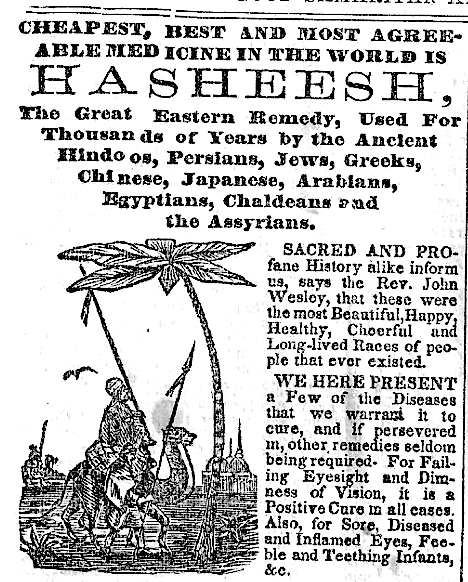 CHEAPEST, BEST AND MOST AGREE-
ABLE MEDICINE IN THE WORLD IS
HASHEESH,
The Great Eastern Remedy, Used For
Thousands of Years by the Ancient
Hindoos, Persians, Jews, Greeks,
Chinese, Japanese, Arabians,
Egyptians, Chaldeans and
the Assyrians.
SACRED AND PRO-
fane History alike inform
us, says the Rev. John
Wesley, that these were
the most Beautiful, Happy,
Healthy, Cheerful and
Long-lived Races of peo-
ple that ever existed.
WE HERE PRESENT
a Few of the Diseases
that we warrant it to
cure, and if persevered
in, other remedies seldom
being required. For Fail-
ing Eyesight and Dim-
ness of Vision, it is a
Positive Cure in all cases.
Also, for Sore, Diseased
and Inflamed Eyes, Fee-
ble and Teething Infants,
&c.